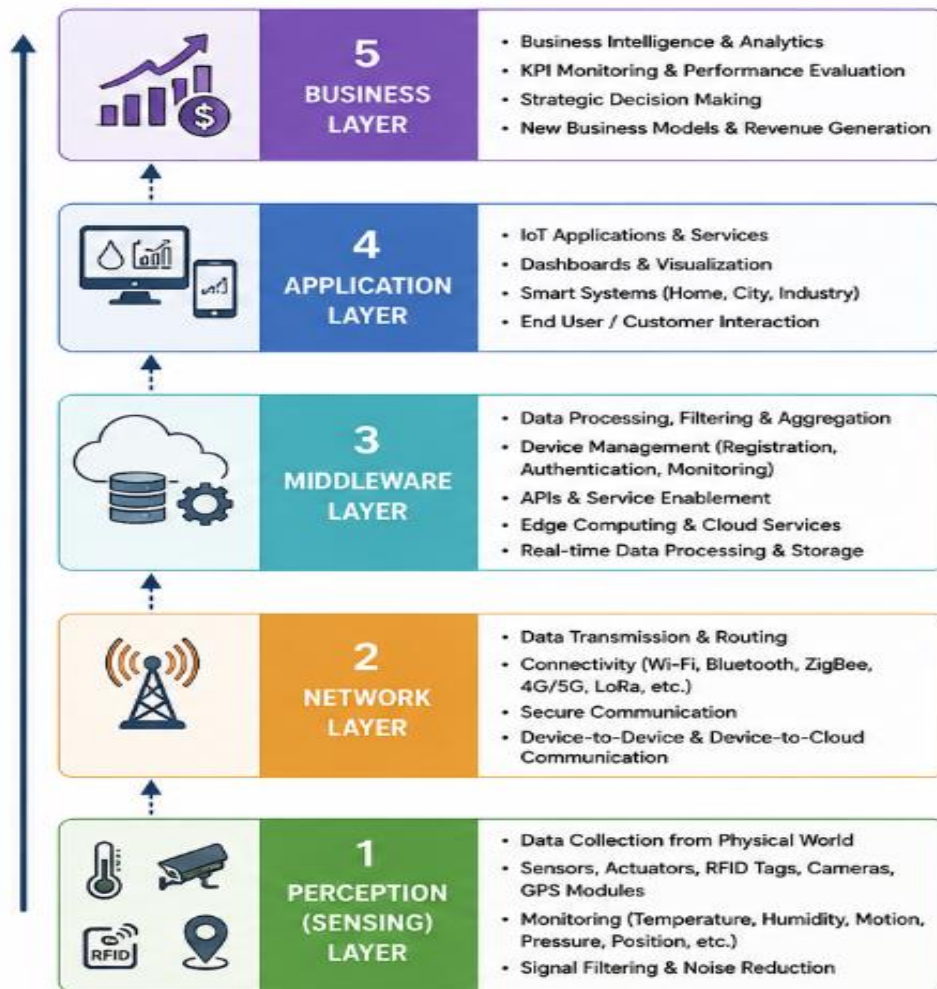 5
BUSINESS
LAYER
• Business Intelligence & Analytics
• KPI Monitoring & Performance Evaluation
• Strategic Decision Making
• New Business Models & Revenue Generation
$
4
APPLICATION
LAYER
• IoT Applications & Services
• Dashboards & Visualization
• Smart Systems (Home, City, Industry)
• End User / Customer Interaction
3
MIDDLEWARE
LAYER
• Data Processing, Filtering & Aggregation
• Device Management (Registration,
Authentication, Monitoring)
• APIs & Service Enablement
• Edge Computing & Cloud Services
• Real-time Data Processing & Storage
2
NETWORK
LAYER
• Data Transmission & Routing
• Connectivity (Wi-Fi, Bluetooth, ZigBee,
4G/5G, LoRa, etc.)
• Secure Communication
• Device-to-Device & Device-to-Cloud
Communication
1
PERCEPTION
(SENSING)
LAYER
RFID
• Data Collection from Physical World
• Sensors, Actuators, RFID Tags, Cameras,
GPS Modules
• Monitoring (Temperature, Humidity, Motion,
Pressure, Position, etc.)
• Signal Filtering & Noise Reduction